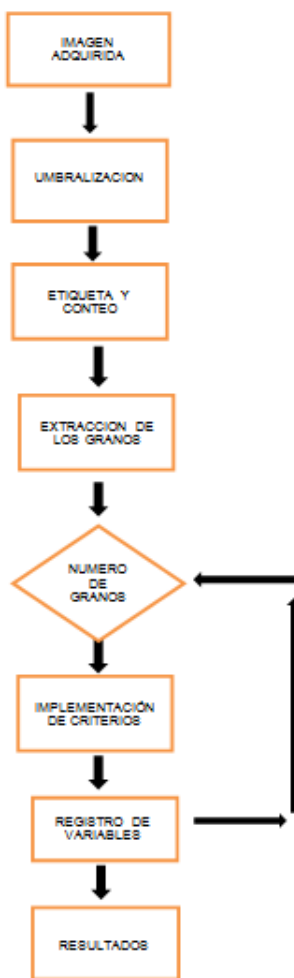 IMAGEN
ADQUIRIDA
UMBRALIZACION
ETIQUETA Y
CONTEO
EXTRACCION DE
LOS GRANOS
NUMERO
DE
GRANOS
IMPLEMENTACIÓN
DE CRITERIOS
REGISTRO DE
VARIABLES
RESULTADOS